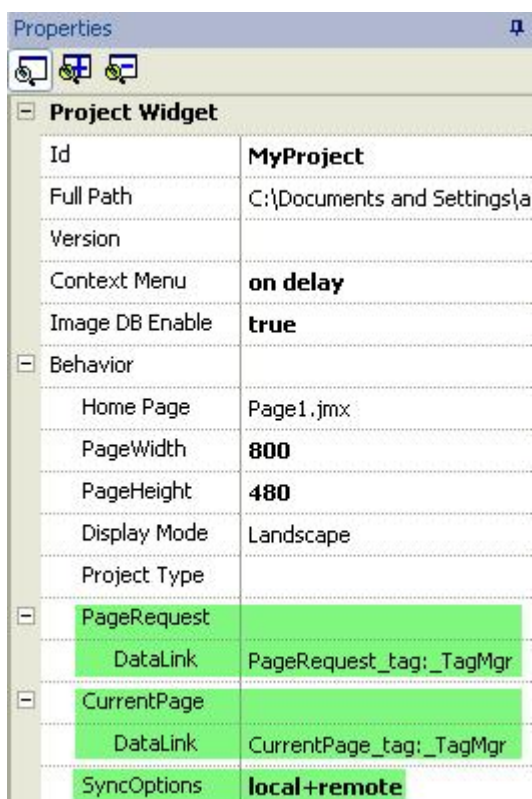 Properties
Project Widget
Id MyProject
Full Path C:\Documents and Settings\a
Version
Context Menu on delay
Image DB Enable true
Behavior
Home Page Page1.jmx
PageWidth 800
PageHeight 480
Display Mode Landscape
Project Type
PageRequest
DataLink PageRequest_tag:_TagMgr
CurrentPage
DataLink CurrentPage_tag:_TagMgr
SyncOptions local+remote